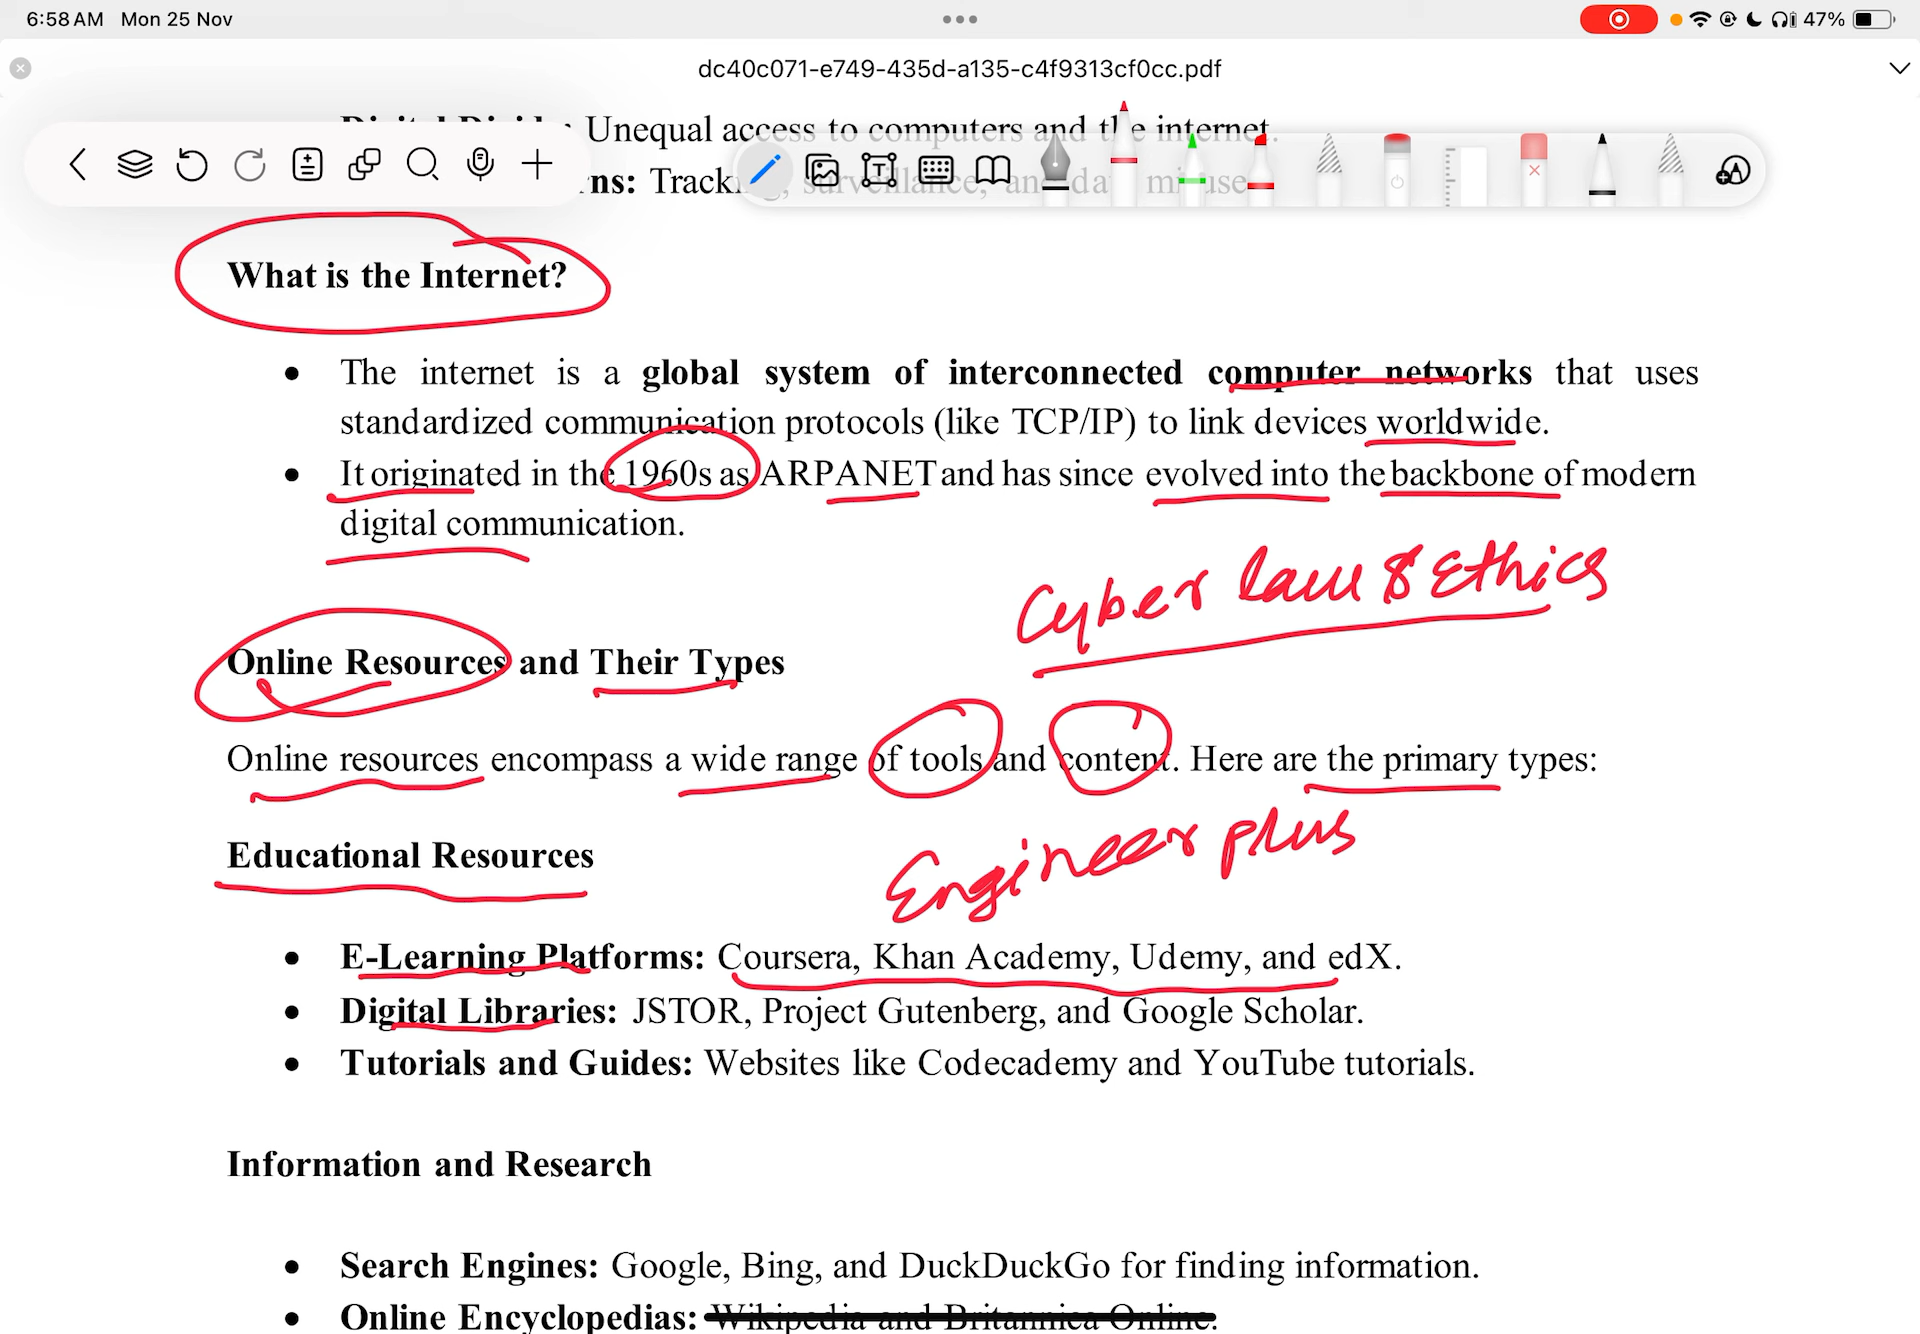 6:58 AM Mon 25 Nov
47%
dc40c071-e749-435d-a135-c4f9313cf0cc.pdf
Unequal access to computers and the internet.
ns: Tracking, surveillance, and data misuse
What is the Internet?
• The internet is a global system of interconnected computer networks that uses
standardized communication protocols (like TCP/IP) to link devices worldwide.
• It originated in the 1960s as ARPANET and has since evolved into the backbone of modern
digital communication.
Cyber law & Ethics
Online Resources and Their Types
Online resources encompass a wide range of tools and content. Here are the primary types:
Engineer plus
Educational Resources
• E-Learning Platforms: Coursera, Khan Academy, Udemy, and edX.
• Digital Libraries: JSTOR, Project Gutenberg, and Google Scholar.
• Tutorials and Guides: Websites like Codecademy and YouTube tutorials.
Information and Research
• Search Engines: Google, Bing, and DuckDuckGo for finding information.
• Online Encyclopedias: Wikipedia and Britannica Online.